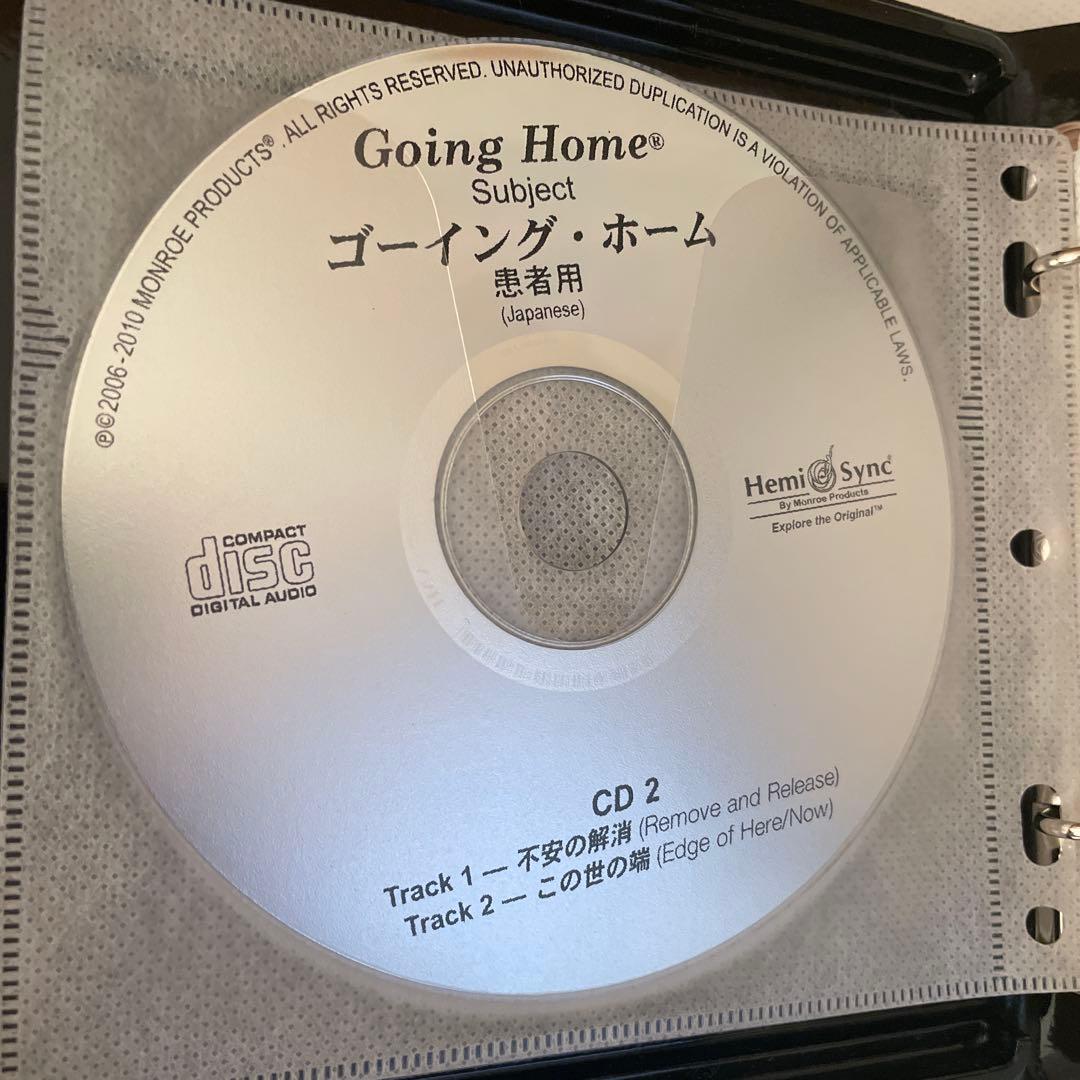 ℗©2006-2010 MONROE PRODUCTS®. ALL RIGHTS RESERVED. UNAUTHORIZED DUPLICATION IS A VIOLATION OF APPLICABLE LAWS.
Going Home®
Subject
ゴーイング・ホーム
患者用
(Japanese)
Hemi Sync®
By Monroe Products
Explore the Original™
COMPACT
disc
DIGITAL AUDIO
CD 2
Track 1 — 不安の解消 (Remove and Release)
Track 2 — この世の端 (Edge of Here/Now)